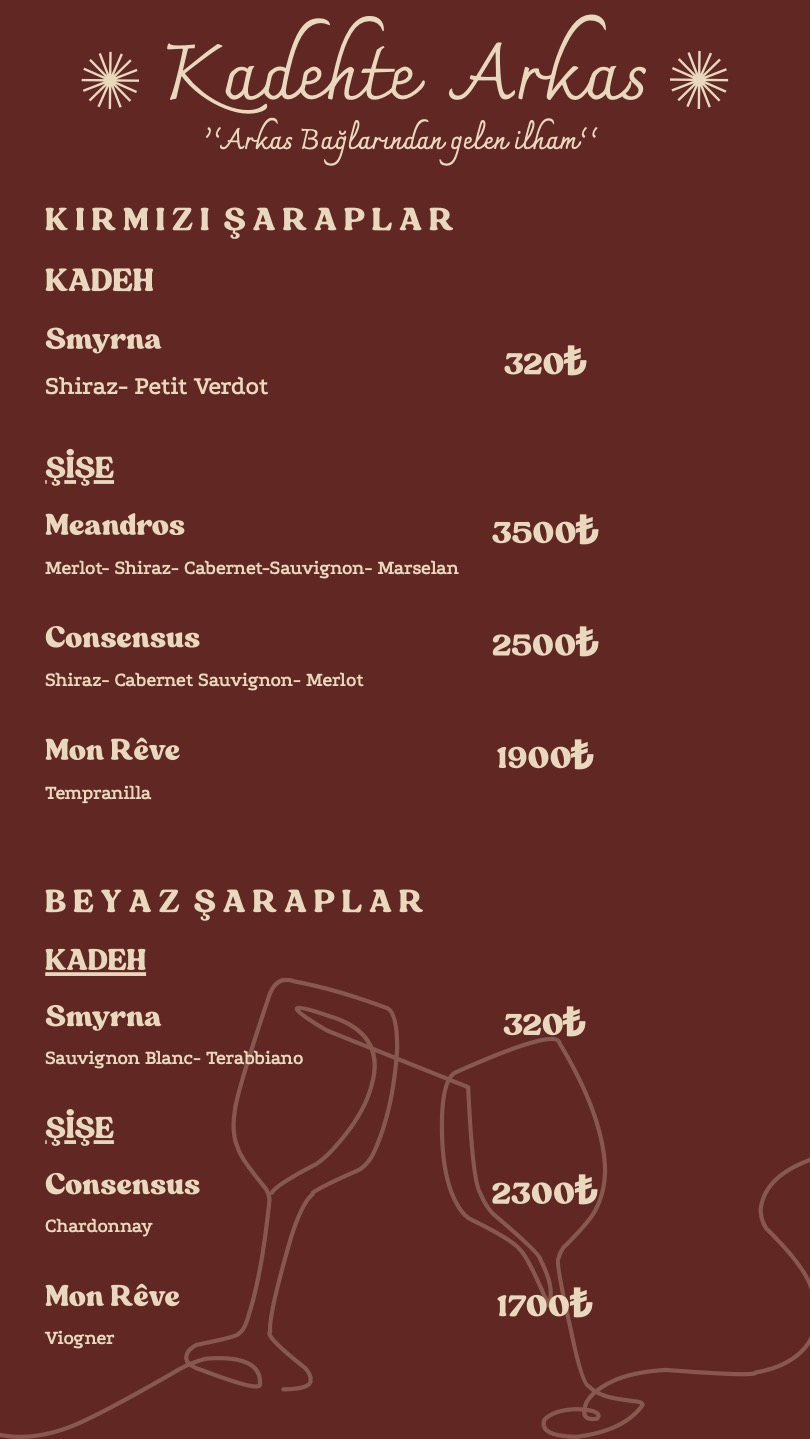 Kadehte Arkas
’‘Arkas Bağlarından gelen ilham‘‘
KIRMIZI ŞARAPLAR
KADEH
Smyrna
320₺
Shiraz- Petit Verdot
ŞİŞE
Meandros
3500₺
Merlot- Shiraz- Cabernet-Sauvignon- Marselan
Consensus
2500₺
Shiraz- Cabernet Sauvignon- Merlot
Mon Rêve
1900₺
Tempranilla
BEYAZ ŞARAPLAR
KADEH
Smyrna
320₺
Sauvignon Blanc- Terabbiano
ŞİŞE
Consensus
2300₺
Chardonnay
Mon Rêve
1700₺
Viogner